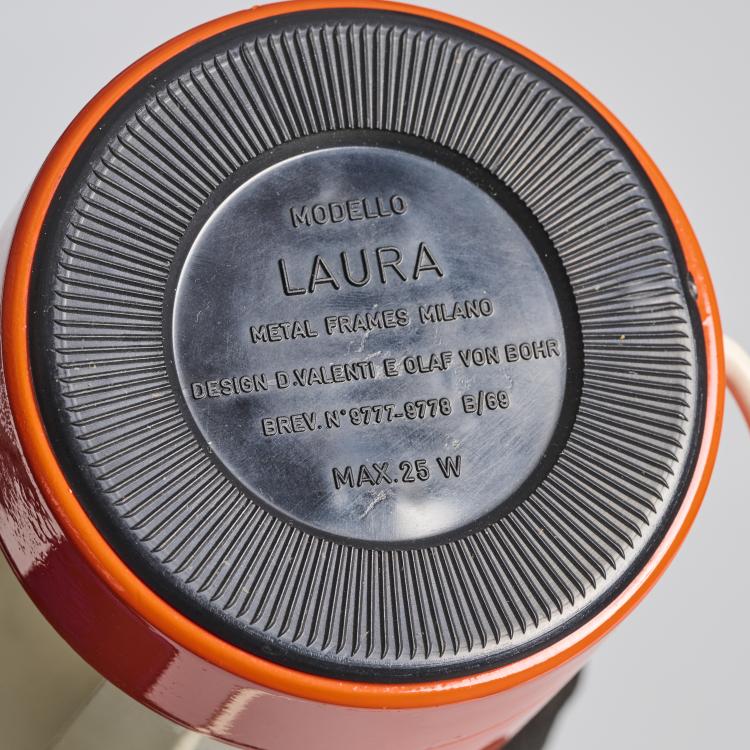 MODELLO
LAURA
METAL FRAMES MILANO
DESIGN D.VALENTI E OLAF VON BOHR
BREV. N° 9777-9778 B/69
MAX. 25 W